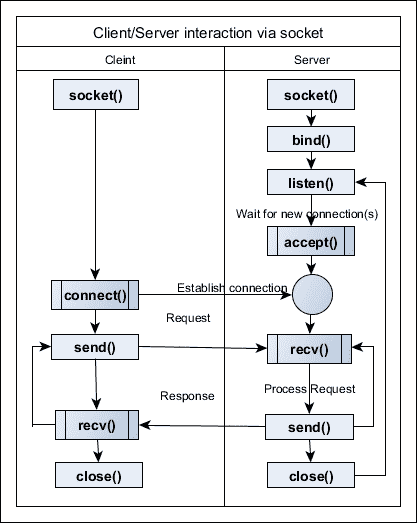 Client/Server interaction via socket
Cleint
Server
socket()
socket()
bind()
listen()
Wait for new connection(s)
accept()
connect()
Establish connection
Request
send()
recv()
Response
Process Request
recv()
send()
close()
close()